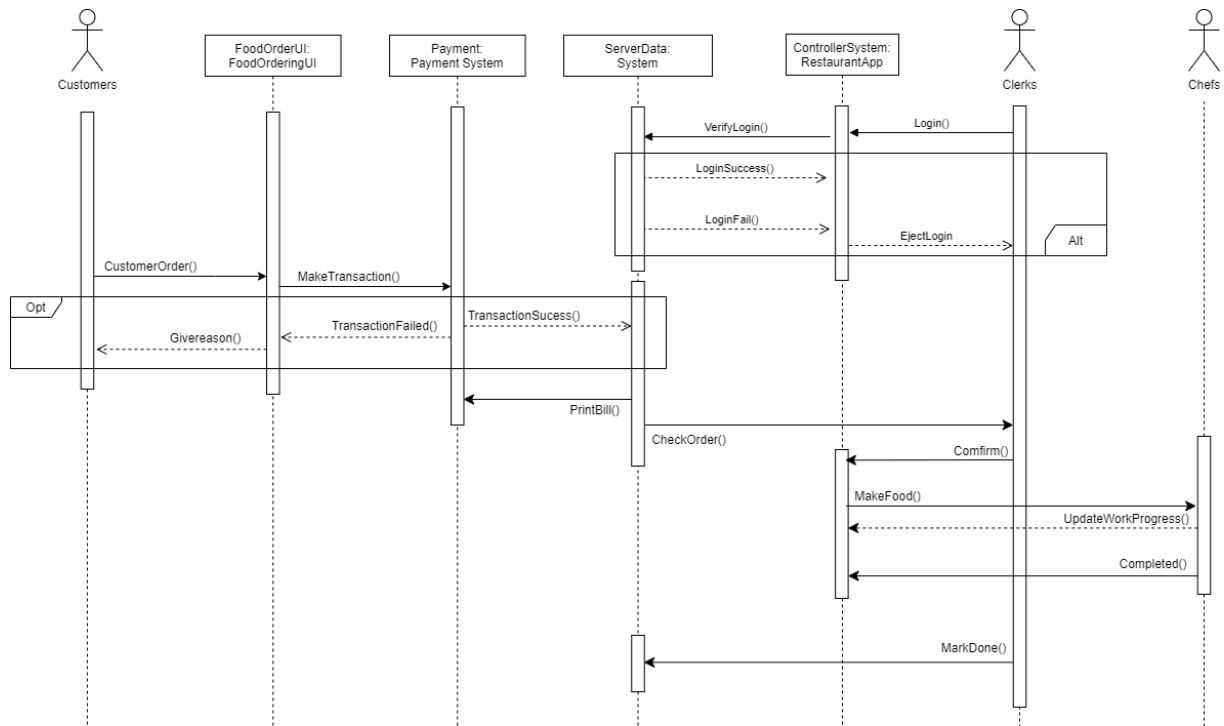 FoodOrderUI:
FoodOrderingUI
Payment:
Payment System
ServerData:
System
ControllerSystem:
RestaurantApp
Customers
Clerks
Chefs
VerifyLogin()
Login()
LoginSuccess()
LoginFail()
EjectLogin
Alt
CustomerOrder()
MakeTransaction()
Opt
TransactionSucess()
TransactionFailed()
Givereason()
PrintBill()
CheckOrder()
Comfirm()
MakeFood()
UpdateWorkProgress()
Completed()
MarkDone()